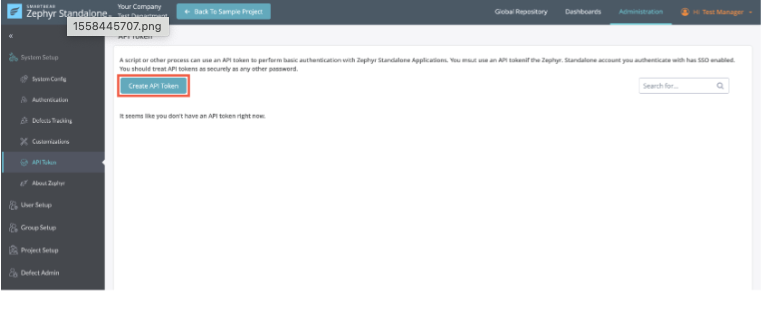 SMARTBEAR
Zephyr Standalone
Your Company
Test Department
← Back To Sample Project
Global Repository
Dashboards
Administration
Hi Test Manager
1558445707.png
«
API Token
System Setup
System Config
Authentication
Defects Tracking
Customizations
API Token
About Zephyr
User Setup
Group Setup
Project Setup
Defect Admin
A script or other process can use an API token to perform basic authentication with Zephyr Standalone Applications. You must use an API tokenif the Zephyr. Standalone account you authenticate with has SSO enabled.
You should treat API tokens as securely as any other password.
Create API Token
Search for...
It seems like you don't have an API token right now.